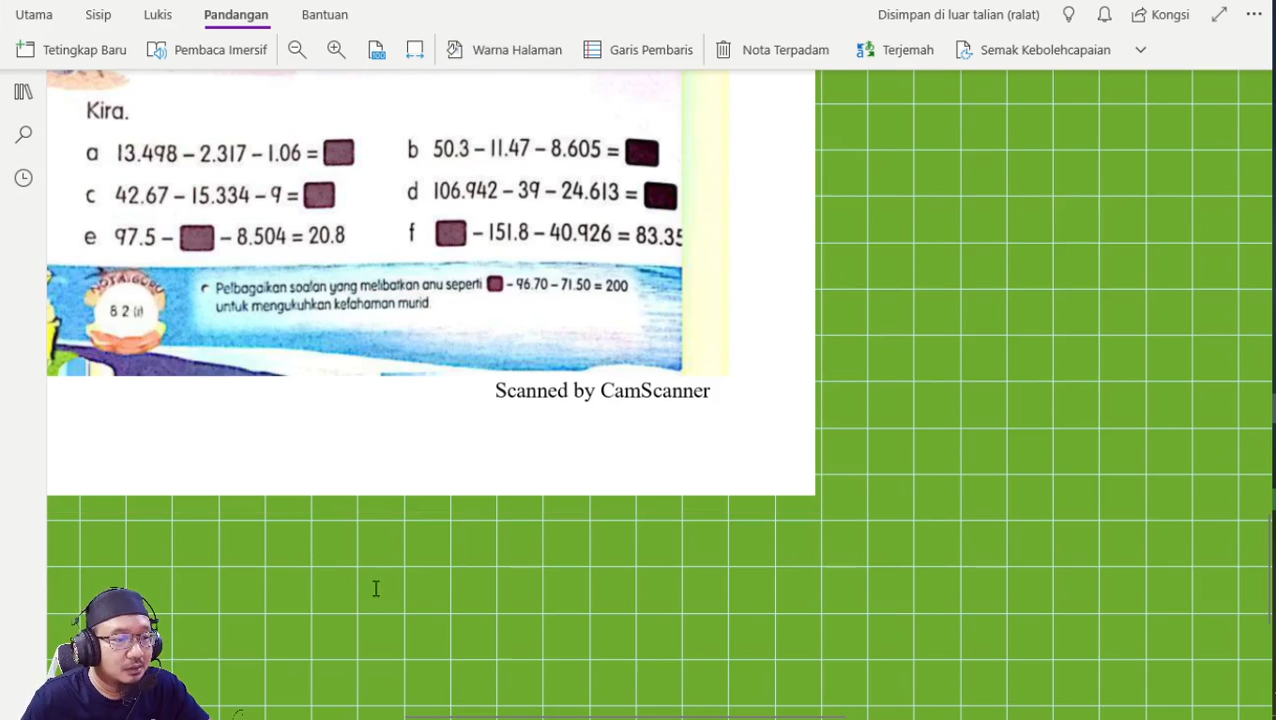 Utama Sisip Lukis Pandangan Bantuan Disimpan di luar talian (ralat) Kongsi
Tetingkap Baru Pembaca Imersif 100 Warna Halaman Garis Pembaris Nota Terpadam Terjemah Semak Kebolehcapaian
Kira.
a 13.498 – 2.317 – 1.06 =
b 50.3 – 11.47 – 8.605 =
c 42.67 – 15.334 – 9 =
d 106.942 – 39 – 24.613 =
e 97.5 – – 8.504 = 20.8
f – 151.8 – 40.926 = 83.35
NOTA GURU
8.2 (i)
Pelbagaikan soalan yang melibatkan anu seperti – 96.70 – 71.50 = 200
untuk mengukuhkan kefahaman murid.
Scanned by CamScanner